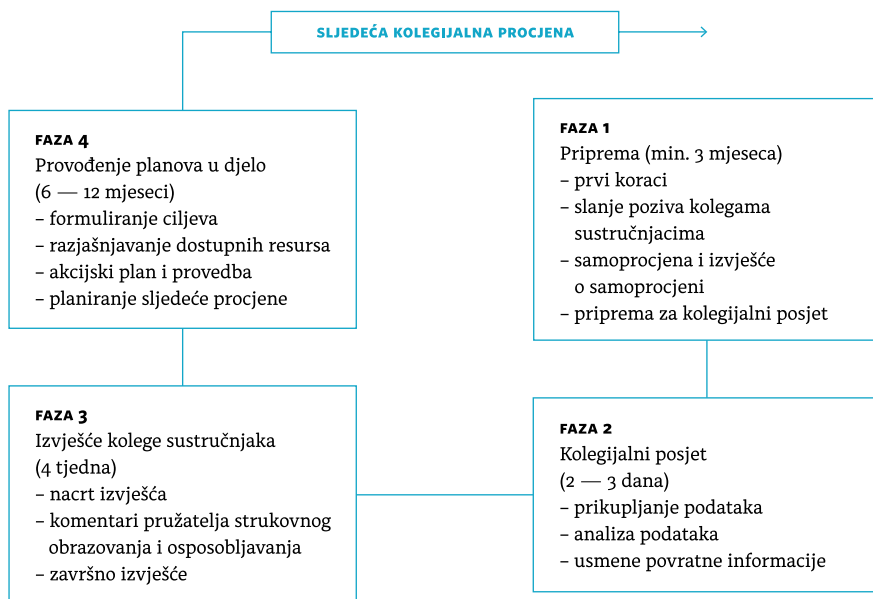 SLJEDEĆA KOLEGIJALNA PROCJENA
FAZA 4
Provođenje planova u djelo
(6 — 12 mjeseci)
– formuliranje ciljeva
– razjašnjavanje dostupnih resursa
– akcijski plan i provedba
– planiranje sljedeće procjene
FAZA 1
Priprema (min. 3 mjeseca)
– prvi koraci
– slanje poziva kolegama
sustručnjacima
– samoprocjena i izvješće
o samoprocjeni
– priprema za kolegijalni posjet
FAZA 3
Izvješće kolege sustručnjaka
(4 tjedna)
– nacrt izvješća
– komentari pružatelja strukovnog
obrazovanja i osposobljavanja
– završno izvješće
FAZA 2
Kolegijalni posjet
(2 — 3 dana)
– prikupljanje podataka
– analiza podataka
– usmene povratne informacije